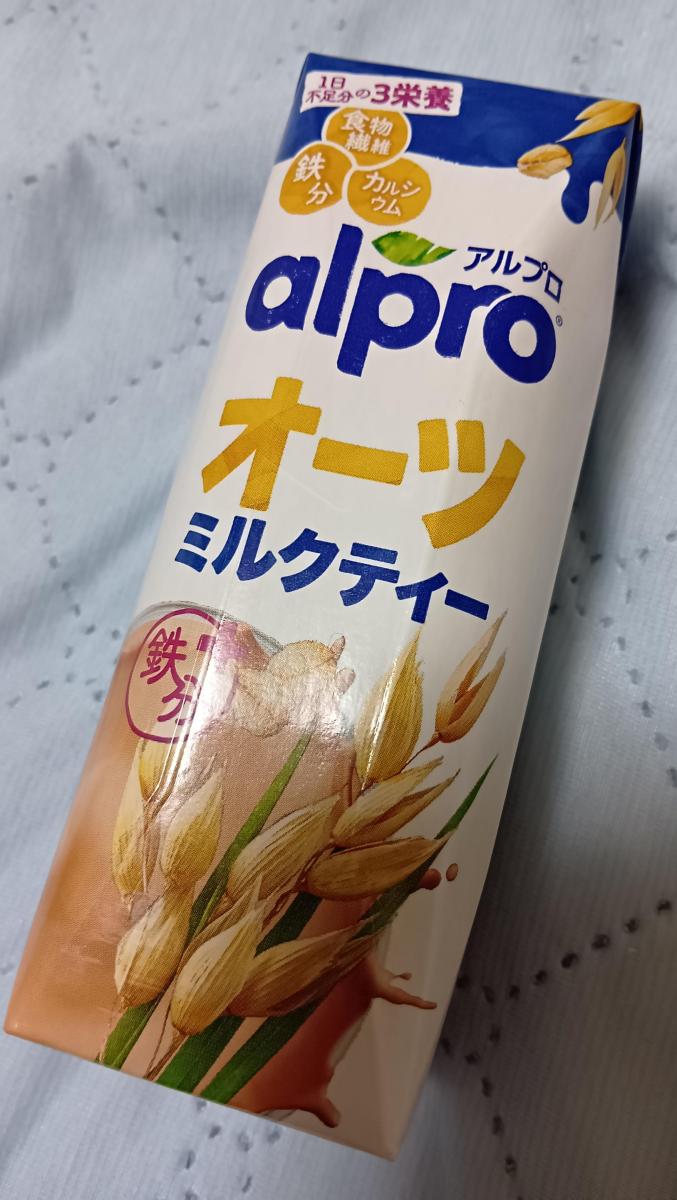 1日
不足分の3栄養
食物
繊維
鉄
分
カルシ
ウム
alpro®
アルプロ
オーツ
ミルクティー
鉄
分